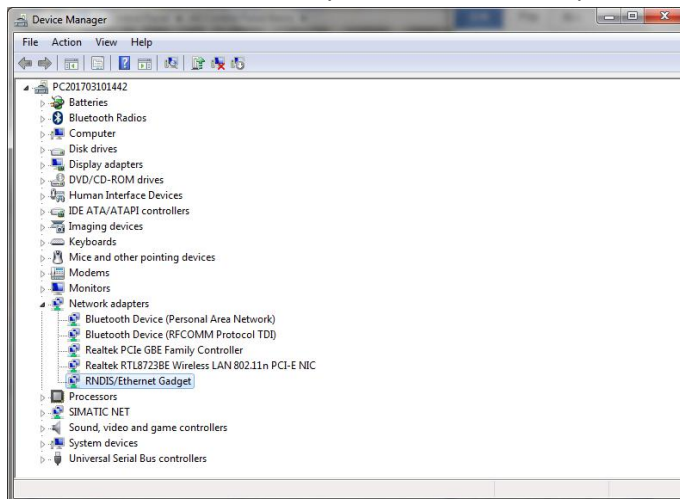 Device Manager
File Action View Help
PC201703101442
Batteries
Bluetooth Radios
Computer
Disk drives
Display adapters
DVD/CD-ROM drives
Human Interface Devices
IDE ATA/ATAPI controllers
Imaging devices
Keyboards
Mice and other pointing devices
Modems
Monitors
Network adapters
Bluetooth Device (Personal Area Network)
Bluetooth Device (RFCOMM Protocol TDI)
Realtek PCIe GBE Family Controller
Realtek RTL8723BE Wireless LAN 802.11n PCI-E NIC
RNDIS/Ethernet Gadget
Processors
SIMATIC NET
Sound, video and game controllers
System devices
Universal Serial Bus controllers